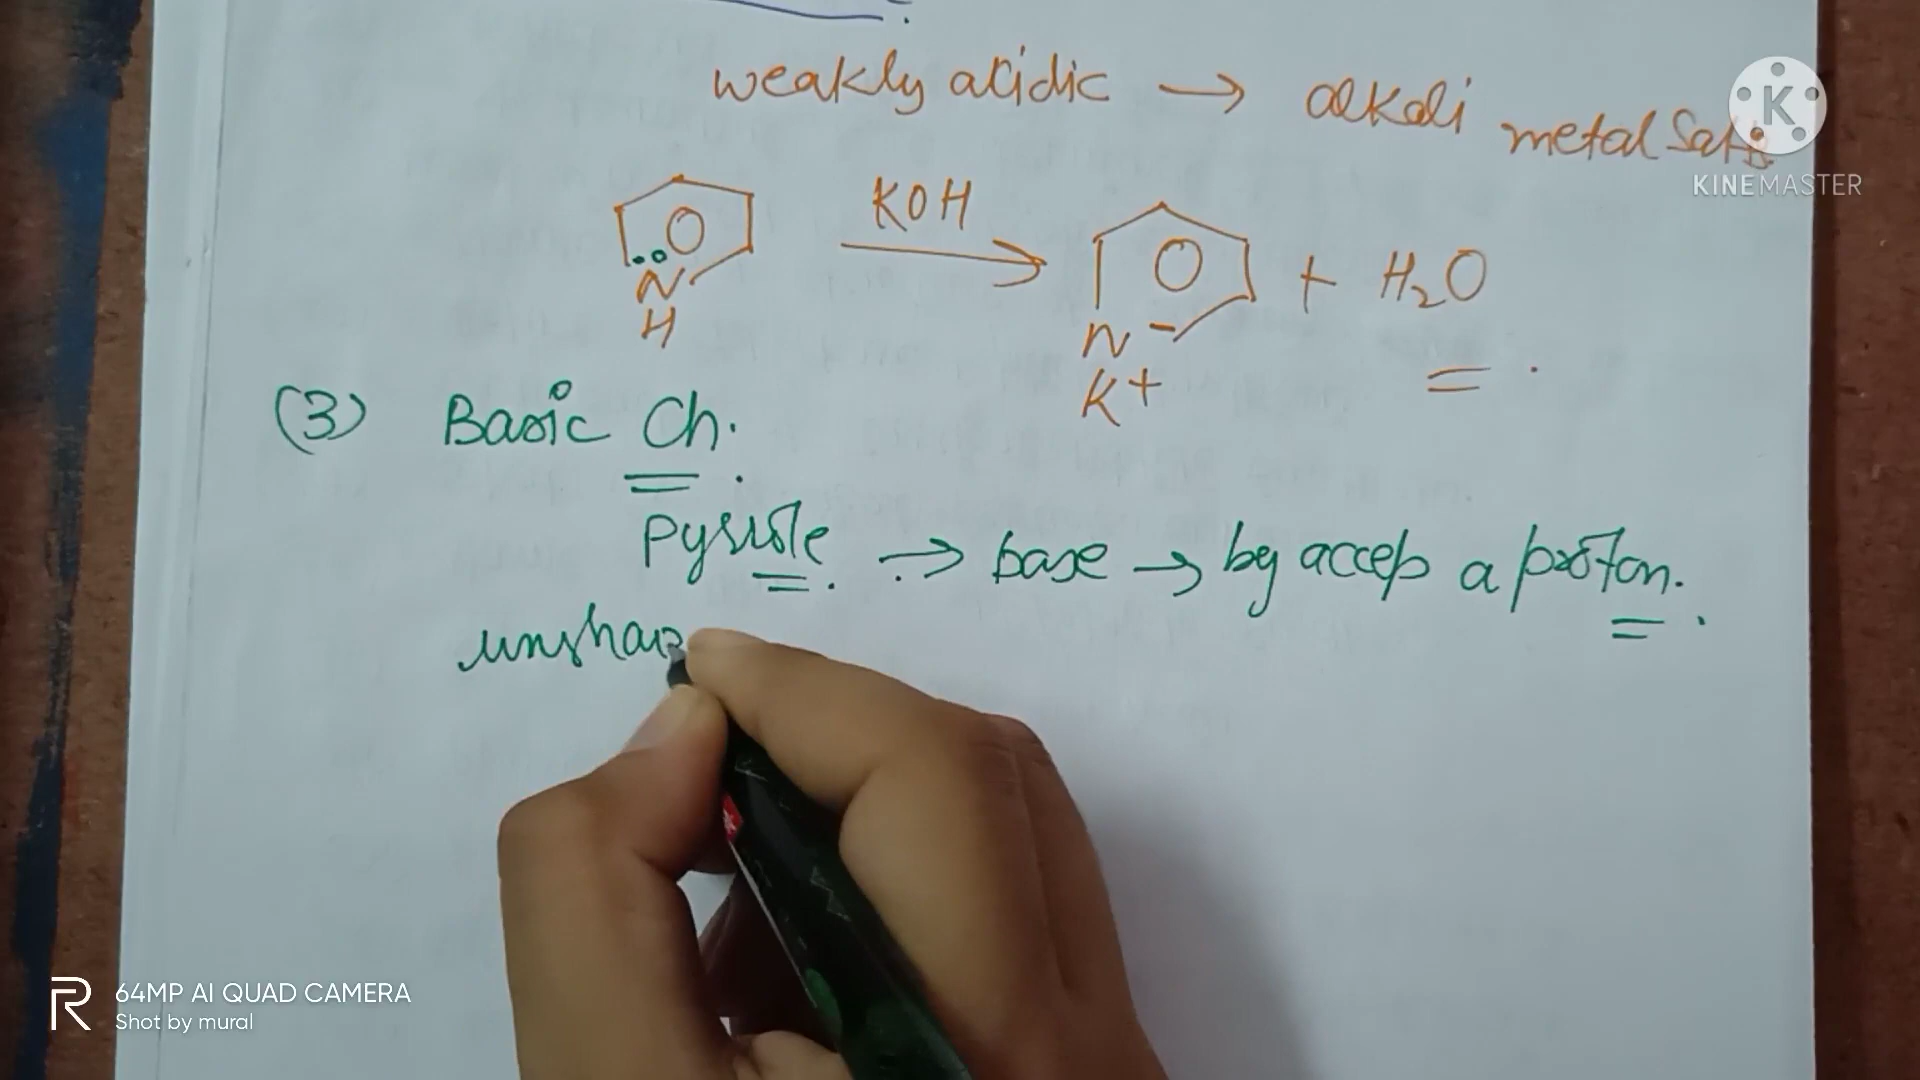 weakly acidic → alkali metal Salts
KOH
N
H
N -
K+
+ H2O
(3) Basic Ch.
Pyrrole → base → by accep a proton.
unshar
K
KINEMASTER
R
64MP AI QUAD CAMERA
Shot by mural